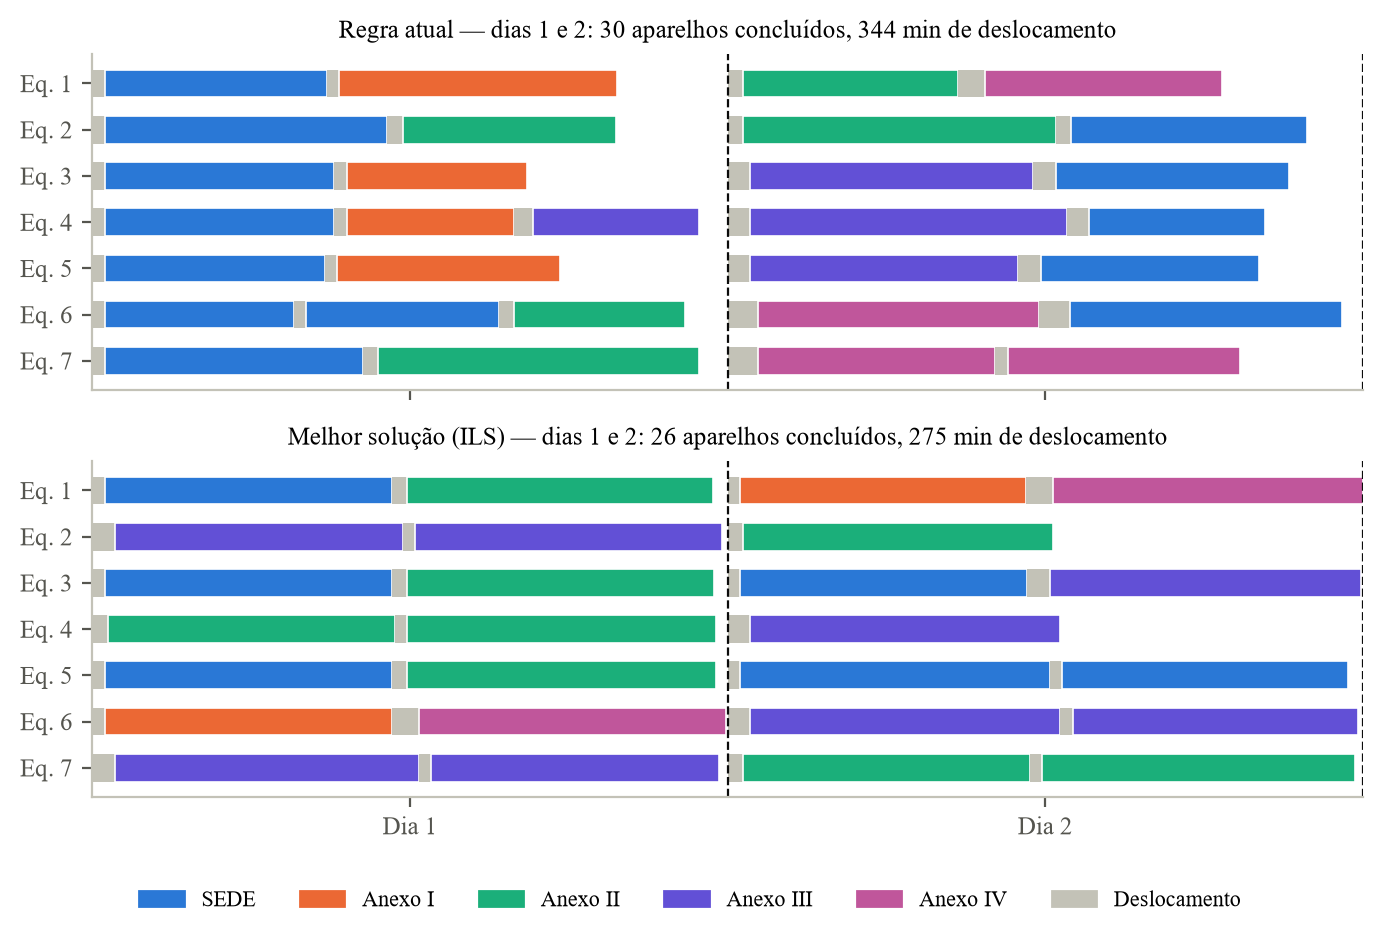 Regra atual — dias 1 e 2: 30 aparelhos concluídos, 344 min de deslocamento
Eq. 1
Eq. 2
Eq. 3
Eq. 4
Eq. 5
Eq. 6
Eq. 7
Melhor solução (ILS) — dias 1 e 2: 26 aparelhos concluídos, 275 min de deslocamento
Eq. 1
Eq. 2
Eq. 3
Eq. 4
Eq. 5
Eq. 6
Eq. 7
Dia 1 Dia 2
SEDE Anexo I Anexo II Anexo III Anexo IV Deslocamento